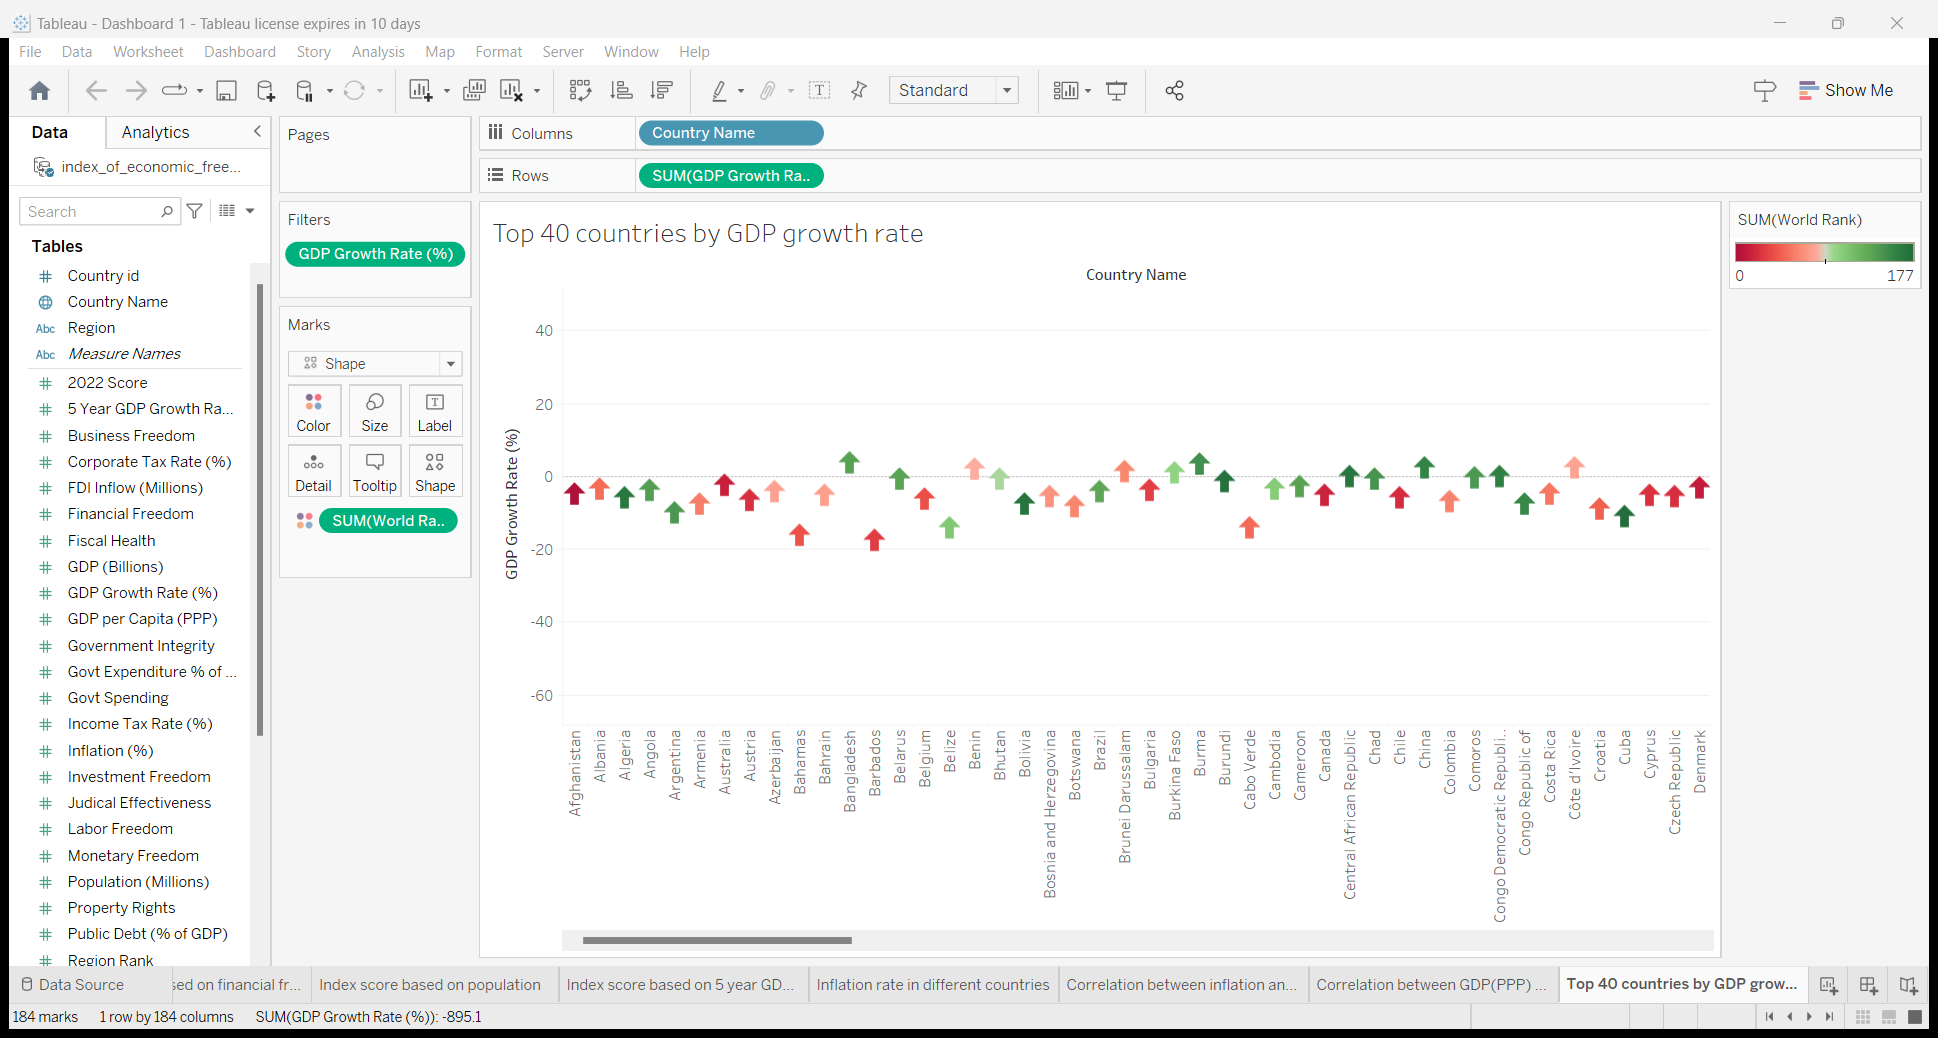 Tableau - Dashboard 1 - Tableau license expires in 10 days
File Data Worksheet Dashboard Story Analysis Map Format Server Window Help
Standard
Show Me
Data Analytics
index_of_economic_free...
Search
Tables
Country id
Country Name
Abc Region
Abc Measure Names
2022 Score
5 Year GDP Growth Ra...
Business Freedom
Corporate Tax Rate (%)
FDI Inflow (Millions)
Financial Freedom
Fiscal Health
GDP (Billions)
GDP Growth Rate (%)
GDP per Capita (PPP)
Government Integrity
Govt Expenditure % of ...
Govt Spending
Income Tax Rate (%)
Inflation (%)
Investment Freedom
Judical Effectiveness
Labor Freedom
Monetary Freedom
Population (Millions)
Property Rights
Public Debt (% of GDP)
Region Rank
Pages
Filters
GDP Growth Rate (%)
Marks
Shape
Color Size Label
Detail Tooltip Shape
SUM(World Ra..
Columns Country Name
Rows SUM(GDP Growth Ra..
Top 40 countries by GDP growth rate
Country Name
GDP Growth Rate (%)
40
20
0
-20
-40
-60
Afghanistan
Albania
Algeria
Angola
Argentina
Armenia
Australia
Austria
Azerbaijan
Bahamas
Bahrain
Bangladesh
Barbados
Belarus
Belgium
Belize
Benin
Bhutan
Bolivia
Bosnia and Herzegovina
Botswana
Brazil
Brunei Darussalam
Bulgaria
Burkina Faso
Burma
Burundi
Cabo Verde
Cambodia
Cameroon
Canada
Central African Republic
Chad
Chile
China
Colombia
Comoros
Congo Democratic Republi..
Congo Republic of
Costa Rica
Côte d'Ivoire
Croatia
Cuba
Cyprus
Czech Republic
Denmark
SUM(World Rank)
0 177
Data Source
sed on financial fr...
Index score based on population
Index score based on 5 year GD...
Inflation rate in different countries
Correlation between inflation an...
Correlation between GDP(PPP) ...
Top 40 countries by GDP grow...
184 marks 1 row by 184 columns SUM(GDP Growth Rate (%)): -895.1